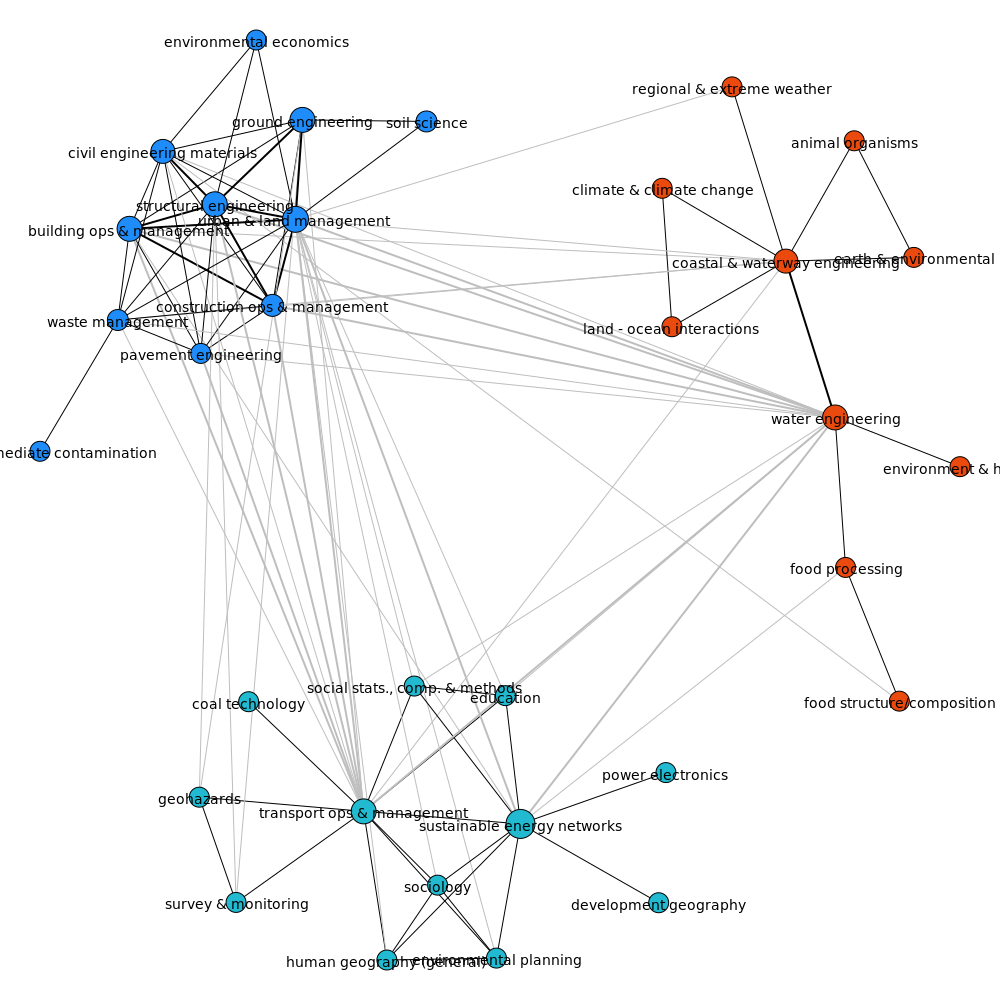 environmental economics
regional & extreme weather
ground engineering
soil science
animal organisms
civil engineering materials
climate & climate change
structural engineering
urban & land management
building ops & management
coastal & waterway engineering
earth & environmental
construction ops & management
waste management
land - ocean interactions
pavement engineering
water engineering
mediate contamination
environment & h
food processing
social stats., comp. & methods
education
coal technology
food structure/composition
power electronics
geohazards
transport ops & management
sustainable energy networks
sociology
survey & monitoring
development geography
human geography (general)
environmental planning